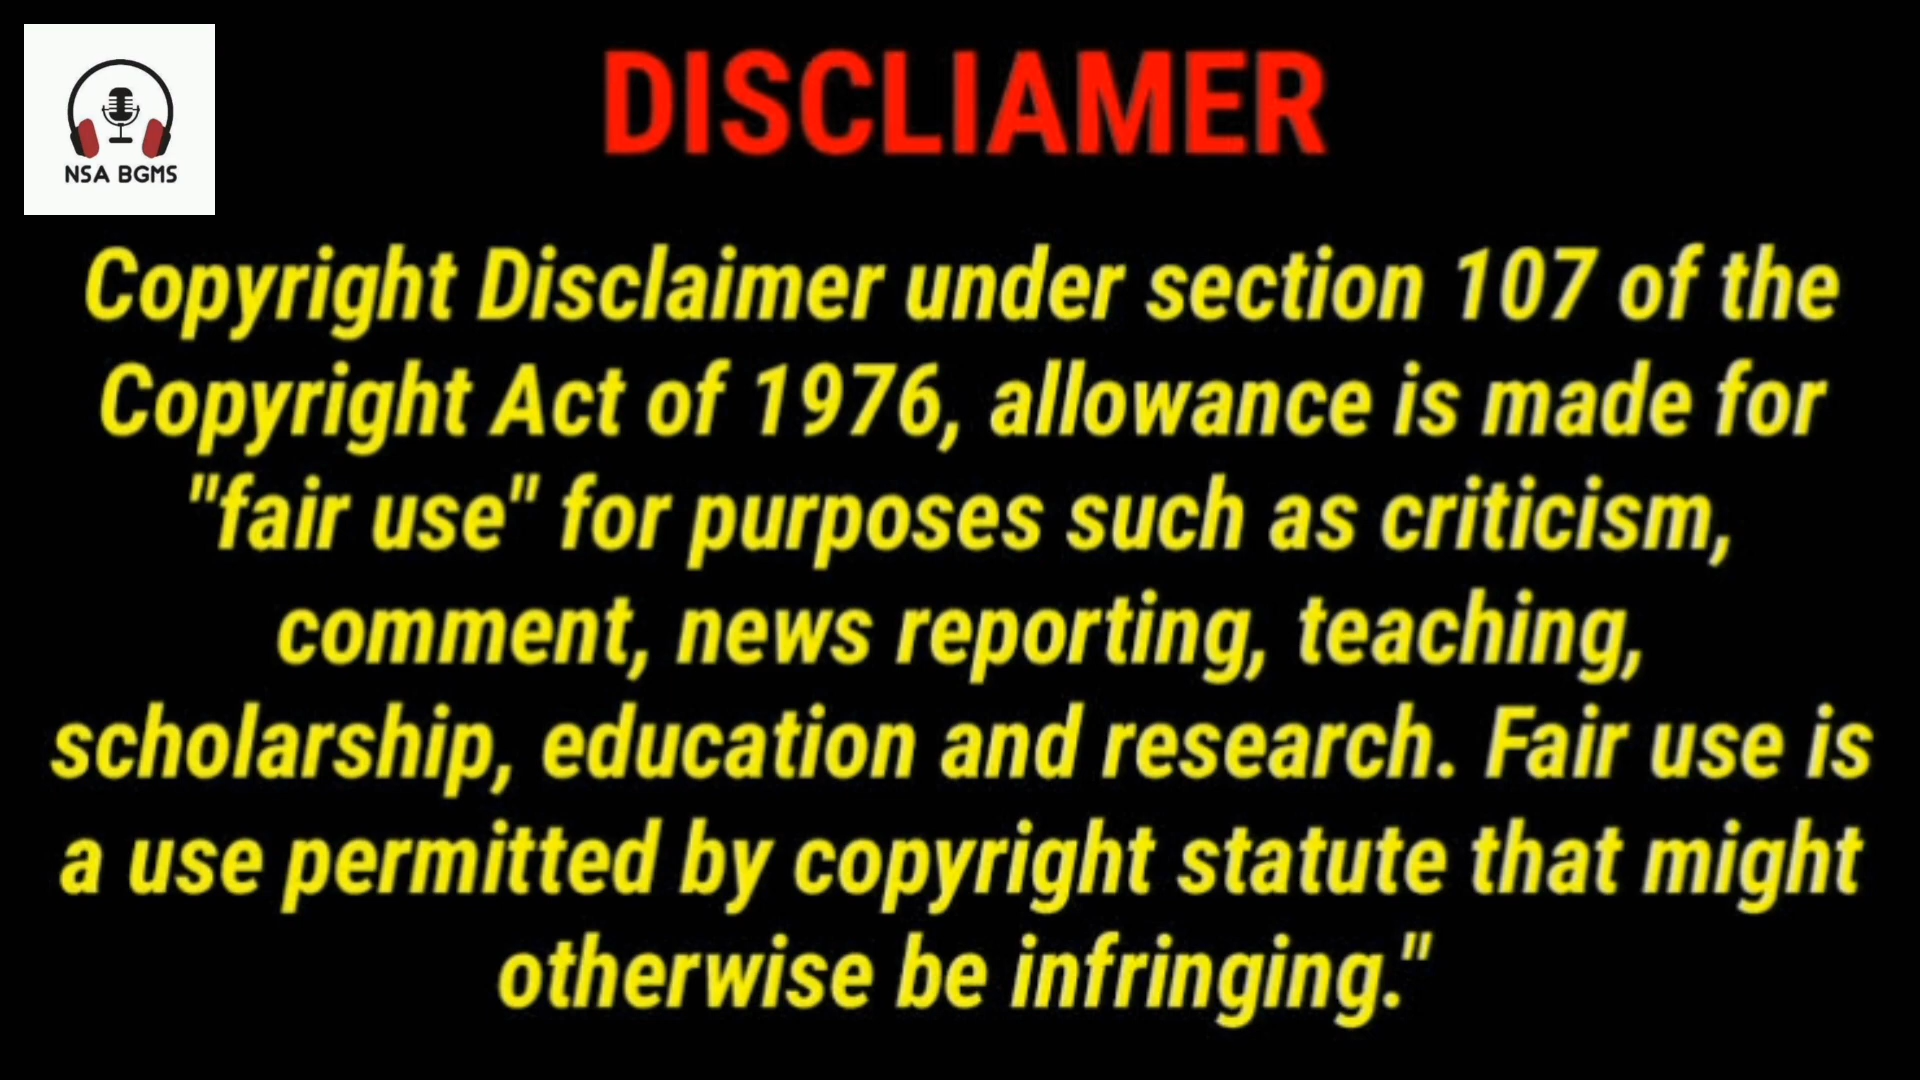 NSA BGMS
DISCLIAMER
Copyright Disclaimer under section 107 of the
Copyright Act of 1976, allowance is made for
"fair use" for purposes such as criticism,
comment, news reporting, teaching,
scholarship, education and research. Fair use is
a use permitted by copyright statute that might
otherwise be infringing."